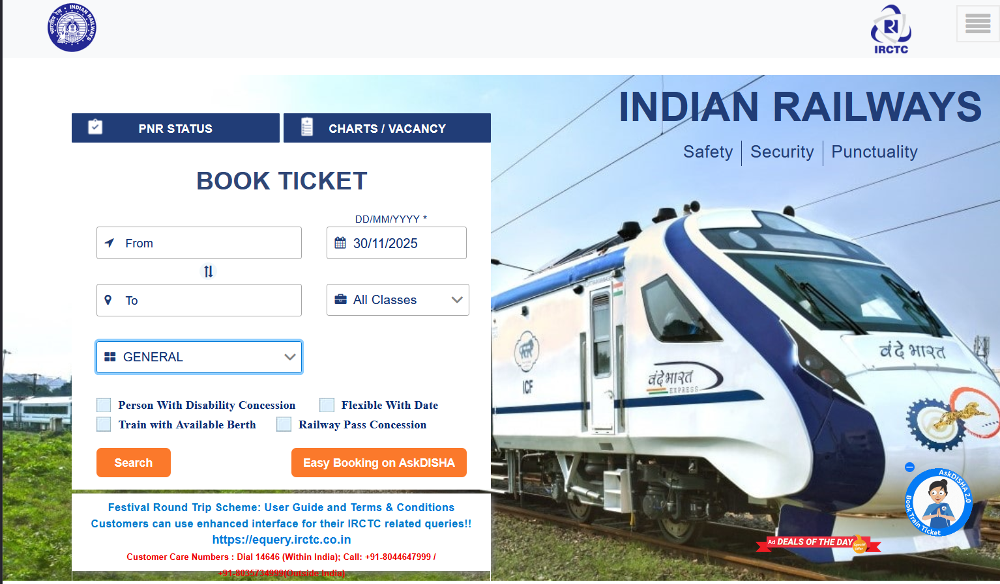 INDIAN RAILWAYS
IRCTC
INDIAN RAILWAYS
Safety | Security | Punctuality
PNR STATUS
CHARTS / VACANCY
BOOK TICKET
DD/MM/YYYY *
From
30/11/2025
To
All Classes
GENERAL
Person With Disability Concession
Flexible With Date
Train with Available Berth
Railway Pass Concession
Search
Easy Booking on AskDISHA
Festival Round Trip Scheme: User Guide and Terms & Conditions
Customers can use enhanced interface for their IRCTC related queries!!
https://equery.irctc.co.in
Customer Care Numbers : Dial 14646 (Within India); Call: +91-8044647999 /
+91-8035734999(Outside India)
ICF
वंदे भारत
EXPRESS
वंदे भारत
AskDISHA 2.0
Book Train Ticket
Ad DEALS OF THE DAY
Special
Offer